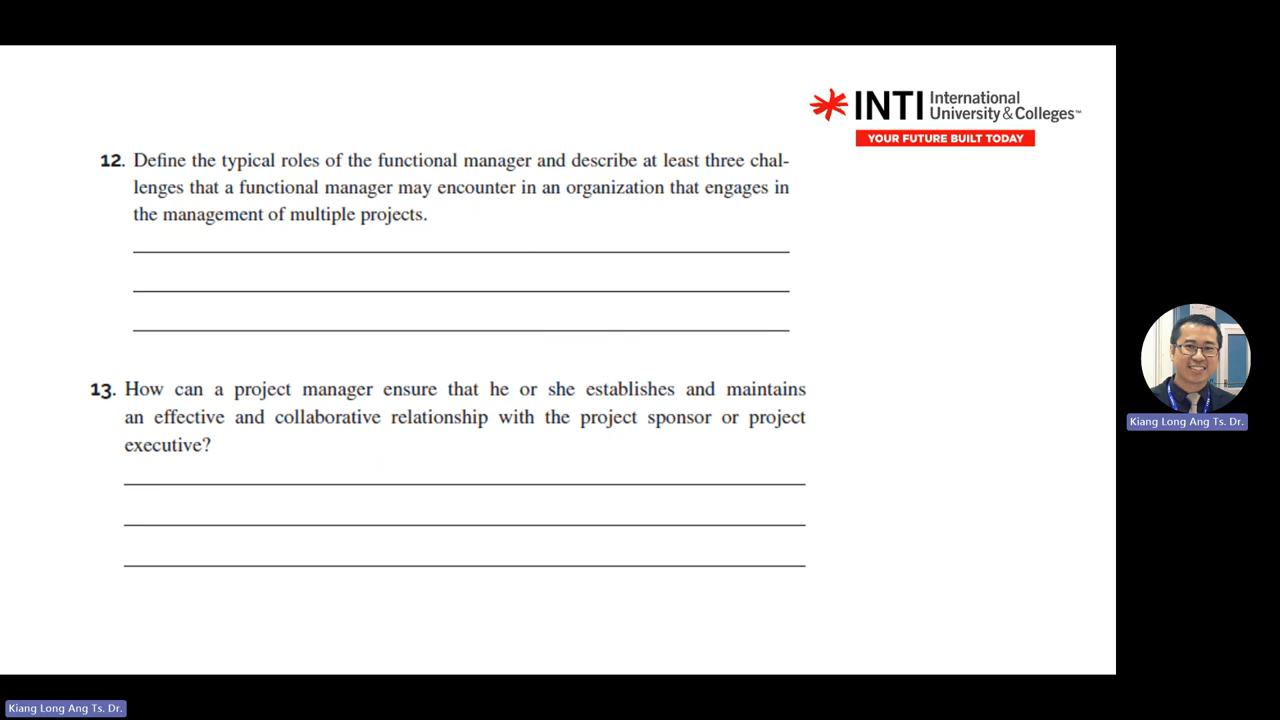 INTI International
University & Colleges™
YOUR FUTURE BUILT TODAY
12. Define the typical roles of the functional manager and describe at least three chal-
lenges that a functional manager may encounter in an organization that engages in
the management of multiple projects.
13. How can a project manager ensure that he or she establishes and maintains
an effective and collaborative relationship with the project sponsor or project
executive?
Kiang Long Ang Ts. Dr.
Kiang Long Ang Ts. Dr.